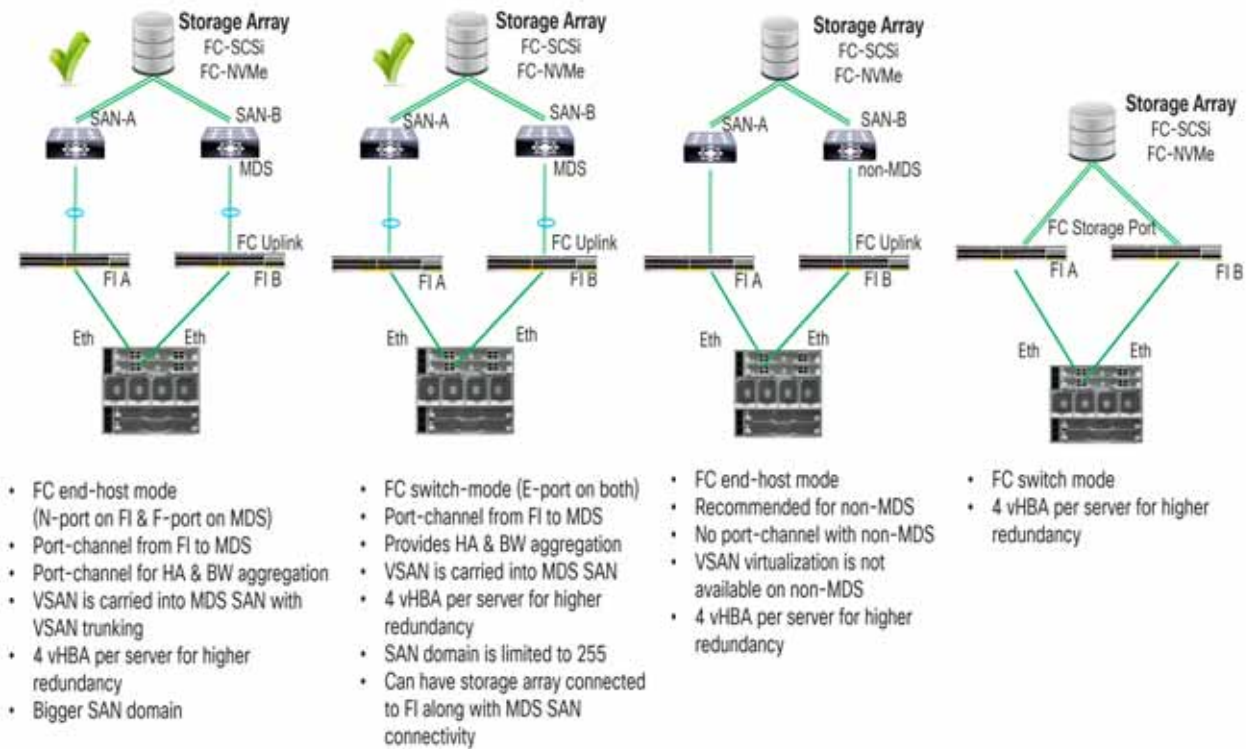 Storage Array
FC-SCSi
FC-NVMe
SAN-A
SAN-B
MDS
FC Uplink
FI A
FI B
Eth
Eth
• FC end-host mode
(N-port on FI & F-port on MDS)
• Port-channel from FI to MDS
• Port-channel for HA & BW aggregation
• VSAN is carried into MDS SAN with
VSAN trunking
• 4 vHBA per server for higher
redundancy
• Bigger SAN domain
Storage Array
FC-SCSi
FC-NVMe
SAN-A
SAN-B
MDS
FC Uplink
FI A
FI B
Eth
Eth
• FC switch-mode (E-port on both)
• Port-channel from FI to MDS
• Provides HA & BW aggregation
• VSAN is carried into MDS SAN
• 4 vHBA per server for higher
redundancy
• SAN domain is limited to 255
• Can have storage array connected
to FI along with MDS SAN
connectivity
Storage Array
FC-SCSi
FC-NVMe
SAN-A
SAN-B
non-MDS
FC Uplink
FI A
FI B
Eth
Eth
• FC end-host mode
• Recommended for non-MDS
• No port-channel with non-MDS
• VSAN virtualization is not
available on non-MDS
• 4 vHBA per server for higher
redundancy
Storage Array
FC-SCSi
FC-NVMe
FC Storage Port
FI A
FI B
Eth
Eth
• FC switch mode
• 4 vHBA per server for higher
redundancy